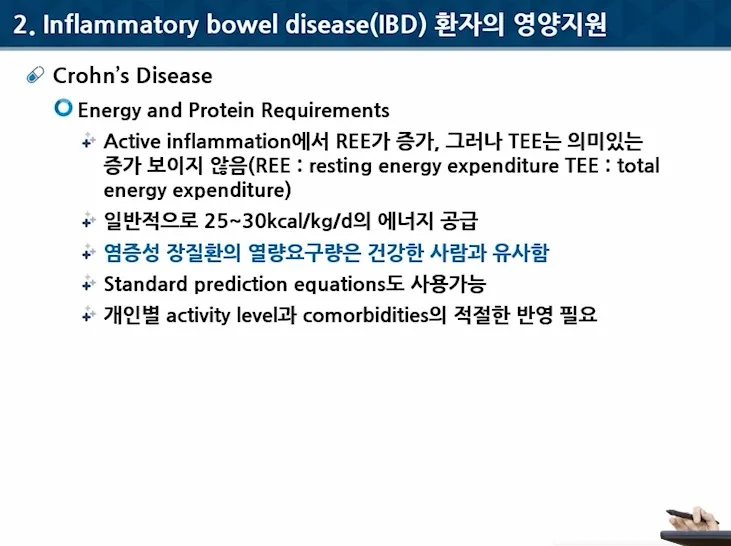 2. Inflammatory bowel disease(IBD) 환자의 영양지원
Crohn's Disease
Energy and Protein Requirements
Active inflammation에서 REE가 증가, 그러나 TEE는 의미있는
증가 보이지 않음(REE : resting energy expenditure TEE : total
energy expenditure)
일반적으로 25~30kcal/kg/d의 에너지 공급
염증성 장질환의 열량요구량은 건강한 사람과 유사함
Standard prediction equations도 사용가능
개인별 activity level과 comorbidities의 적절한 반영 필요